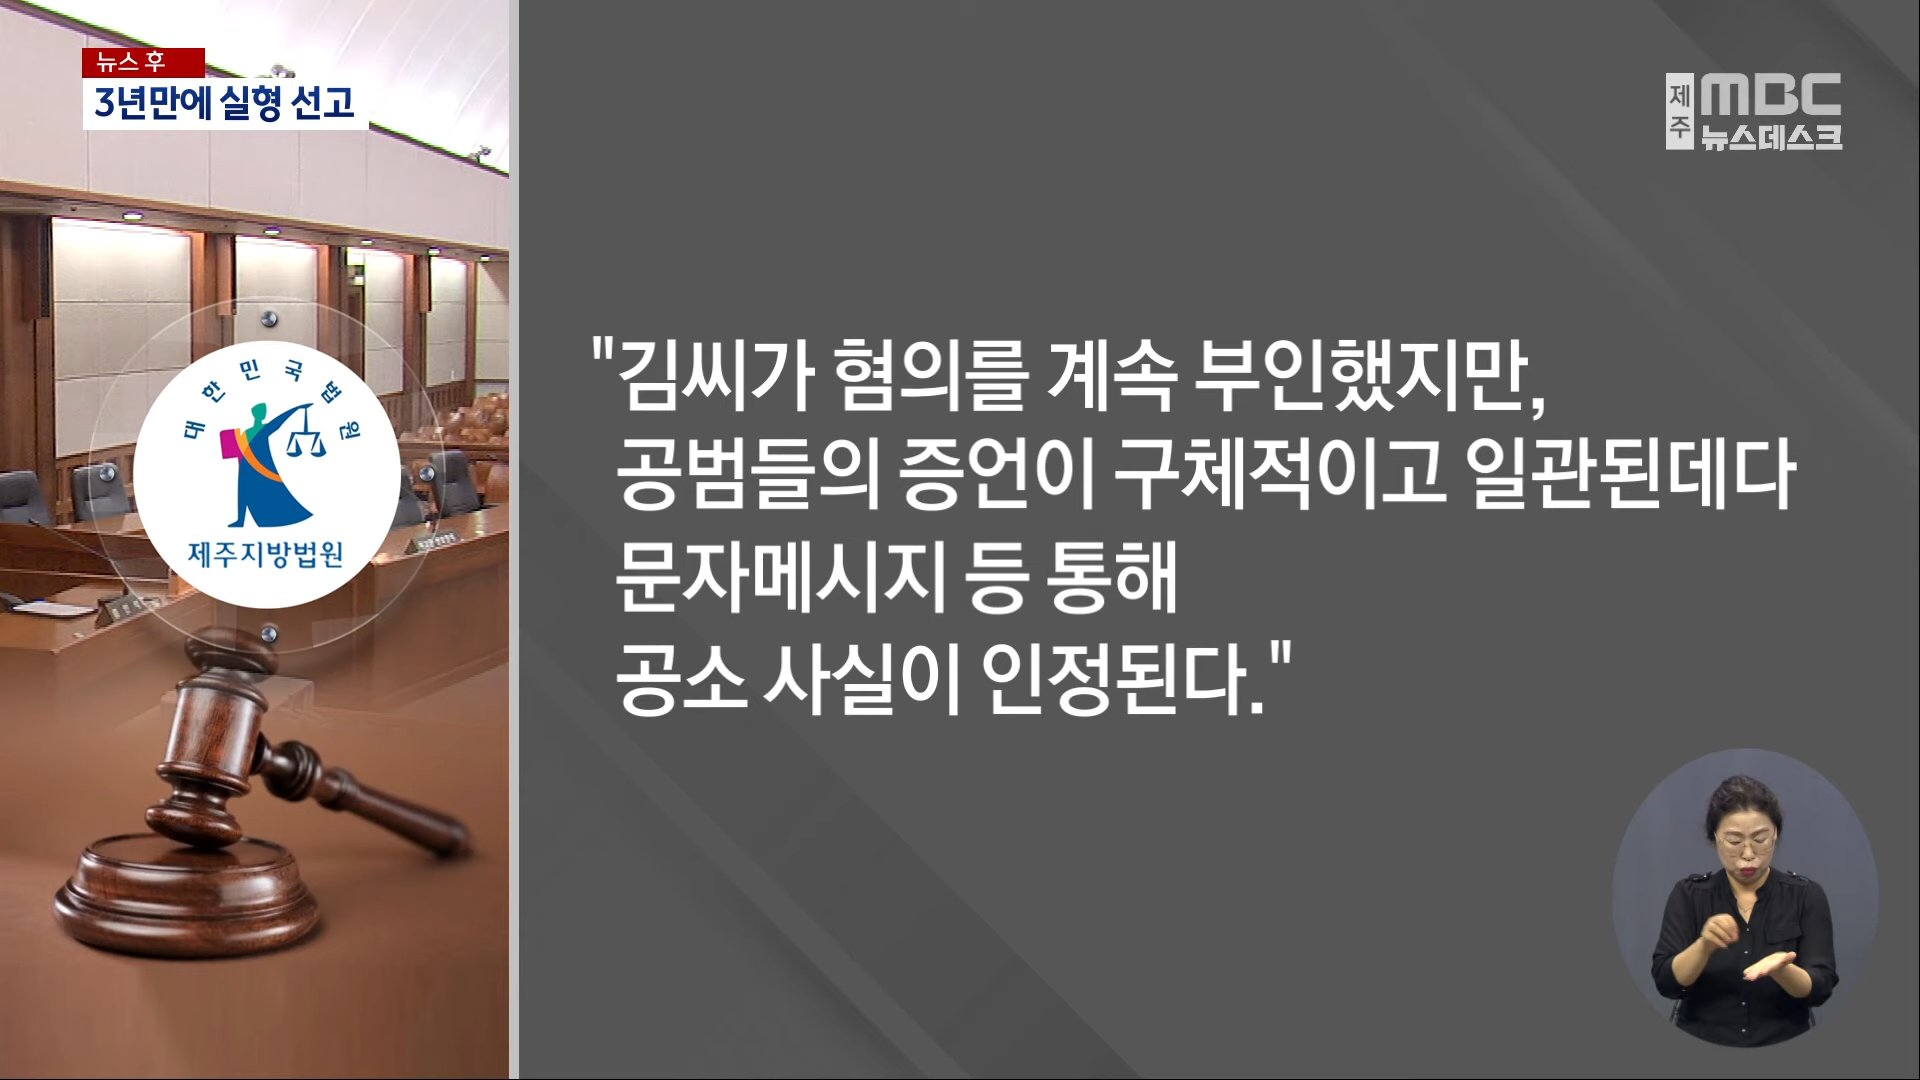 뉴스 후
3년만에 실형 선고
제주
MBC
뉴스데스크
대한민국법원
제주지방법원
"김씨가 혐의를 계속 부인했지만,
공범들의 증언이 구체적이고 일관된데다
문자메시지 등 통해
공소 사실이 인정된다."